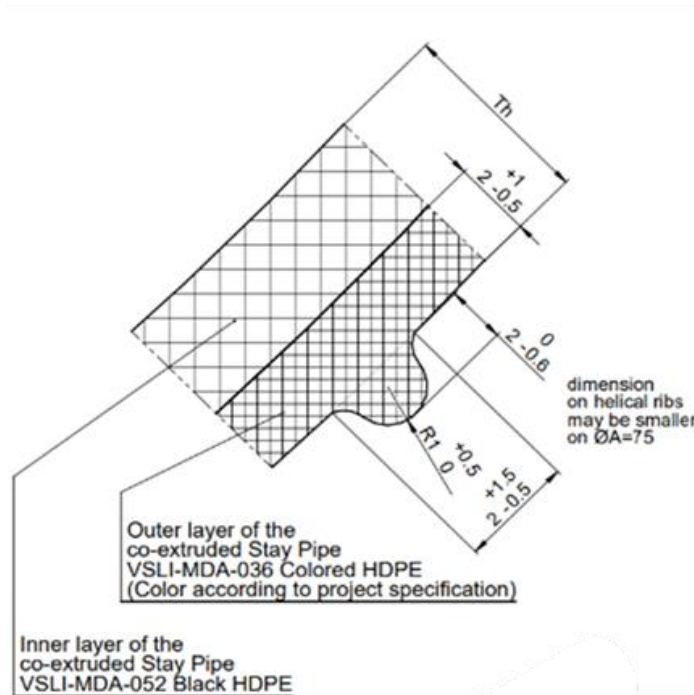 Th
+1
2 -0.5
0
2 -0.6
dimension
on helical ribs
may be smaller
on ØA=75
+0.5
R1 0
+1.5
2 -0.5
Outer layer of the
co-extruded Stay Pipe
VSLI-MDA-036 Colored HDPE
(Color according to project specification)
Inner layer of the
co-extruded Stay Pipe
VSLI-MDA-052 Black HDPE